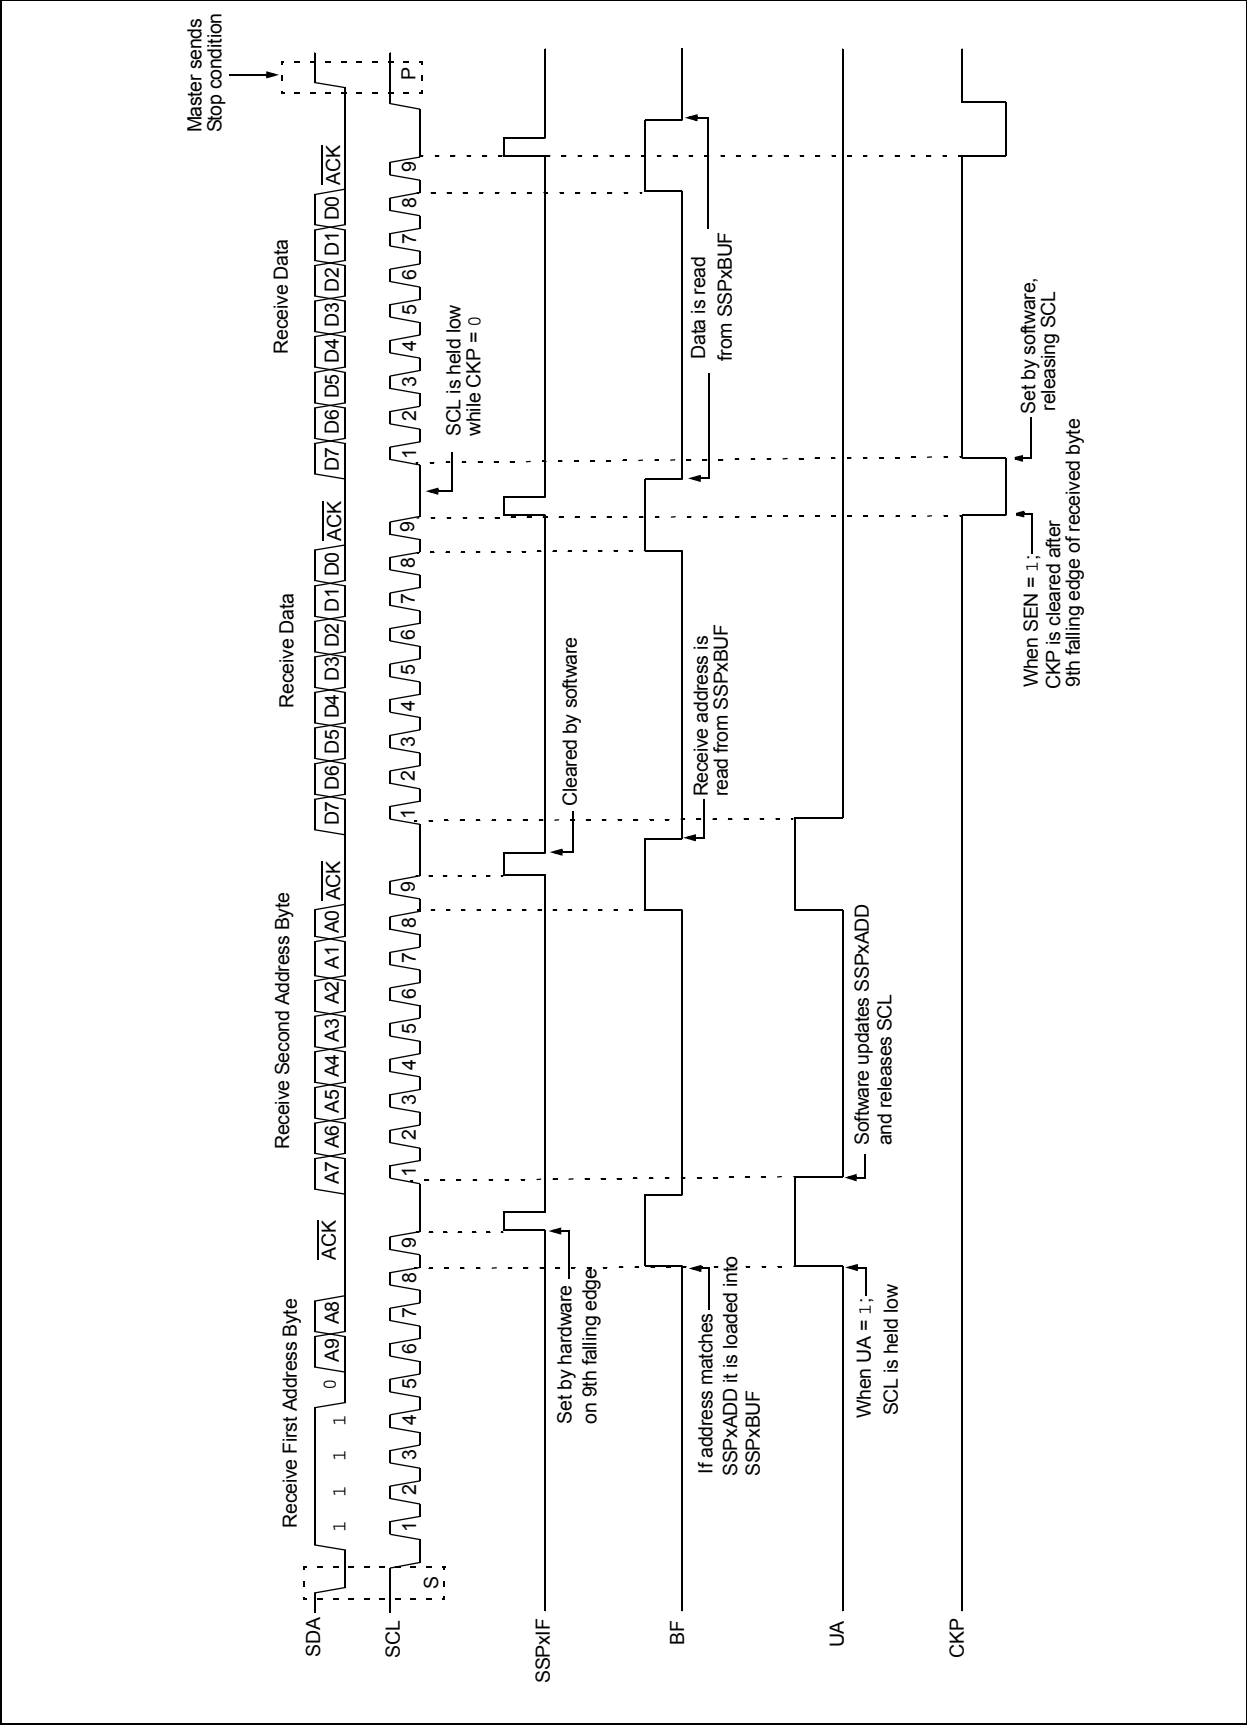 Master sends
Stop condition
Receive First Address Byte
Receive Second Address Byte
Receive Data
Receive Data
SDA
1 1 1 1 0 A9 A8 ACK
A7 A6 A5 A4 A3 A2 A1 A0 ACK
D7 D6 D5 D4 D3 D2 D1 D0 ACK
D7 D6 D5 D4 D3 D2 D1 D0 ACK
SCL
S
1 2 3 4 5 6 7 8 9
1 2 3 4 5 6 7 8 9
1 2 3 4 5 6 7 8 9
1 2 3 4 5 6 7 8 9
P
SCL is held low
while CKP = 0
SSPxIF
Set by hardware
on 9th falling edge
Cleared by software
BF
If address matches
SSPxADD it is loaded into
SSPxBUF
Receive address is
read from SSPxBUF
Data is read
from SSPxBUF
UA
When UA = 1;
SCL is held low
Software updates SSPxADD
and releases SCL
CKP
When SEN = 1;
CKP is cleared after
9th falling edge of received byte
Set by software,
releasing SCL